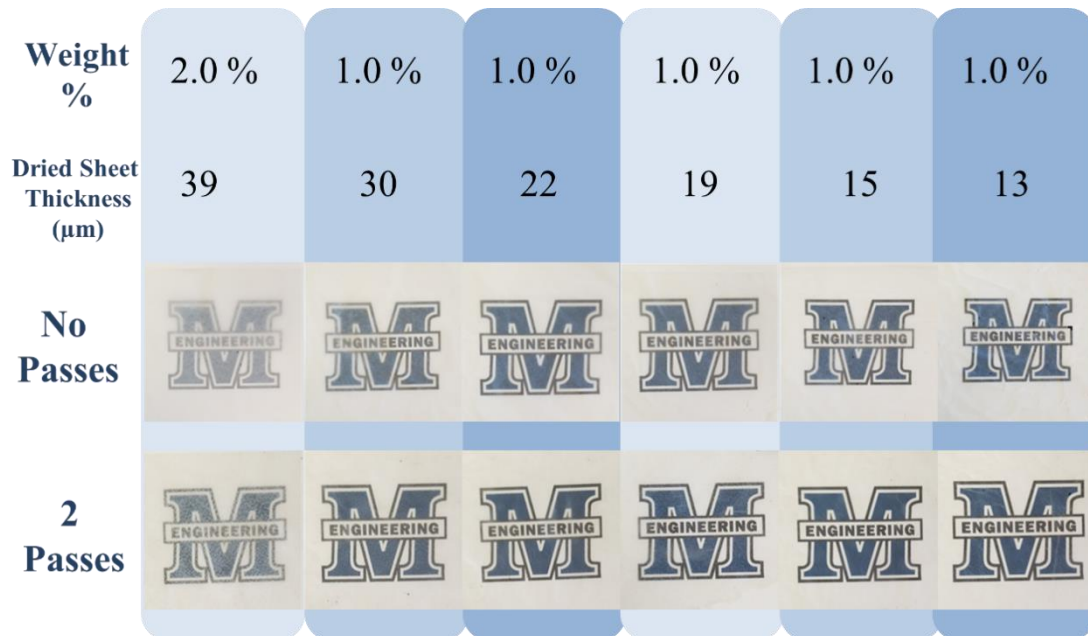 Weight
%
2.0 % 1.0 % 1.0 % 1.0 % 1.0 % 1.0 %
Dried Sheet
Thickness
(µm)
39 30 22 19 15 13
No
Passes
M M M M M M
ENGINEERING ENGINEERING ENGINEERING ENGINEERING ENGINEERING ENGINEERING
2
Passes
M M M M M M
ENGINEERING ENGINEERING ENGINEERING ENGINEERING ENGINEERING ENGINEERING